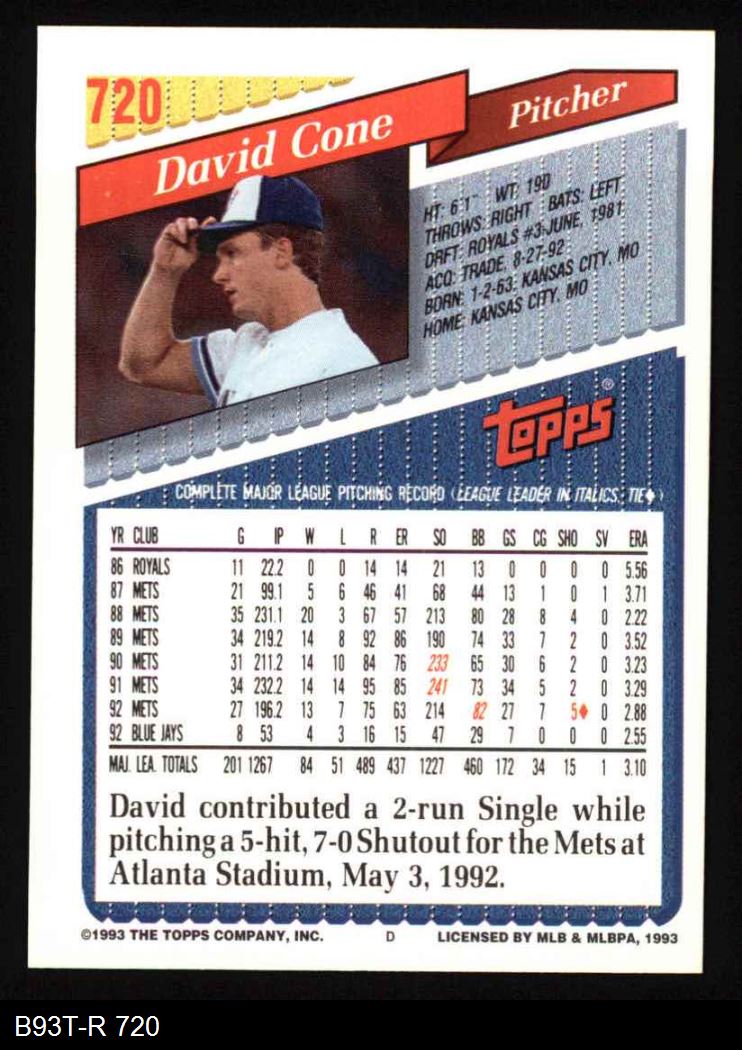 720
David Cone
Pitcher
HT: 6'1" WT: 190
THROWS: RIGHT BATS: LEFT
DRFT: ROYALS #3-JUNE, 1981
ACQ: TRADE, 8-27-92
BORN: 1-2-63, KANSAS CITY, MO
HOME: KANSAS CITY, MO
TOPPS®
COMPLETE MAJOR LEAGUE PITCHING RECORD (LEAGUE LEADER IN ITALICS, TIE♦)
YR CLUB G IP W L R ER SO BB GS CG SHO SV ERA
86 ROYALS 11 22.2 0 0 14 14 21 13 0 0 0 0 5.56
87 METS 21 99.1 5 6 46 41 68 44 13 1 0 1 3.71
88 METS 35 231.1 20 3 67 57 213 80 28 8 4 0 2.22
89 METS 34 219.2 14 8 92 86 190 74 33 7 2 0 3.52
90 METS 31 211.2 14 10 84 76 233 65 30 6 2 0 3.23
91 METS 34 232.2 14 14 95 85 241 73 34 5 2 0 3.29
92 METS 27 196.2 13 7 75 63 214 82 27 7 5♦ 0 2.88
92 BLUE JAYS 8 53 4 3 16 15 47 29 7 0 0 0 2.55
MAJ. LEA. TOTALS 201 1267 84 51 489 437 1227 460 172 34 15 1 3.10
David contributed a 2-run Single while
pitching a 5-hit, 7-0 Shutout for the Mets at
Atlanta Stadium, May 3, 1992.
©1993 THE TOPPS COMPANY, INC. D LICENSED BY MLB & MLBPA, 1993
B93T-R 720